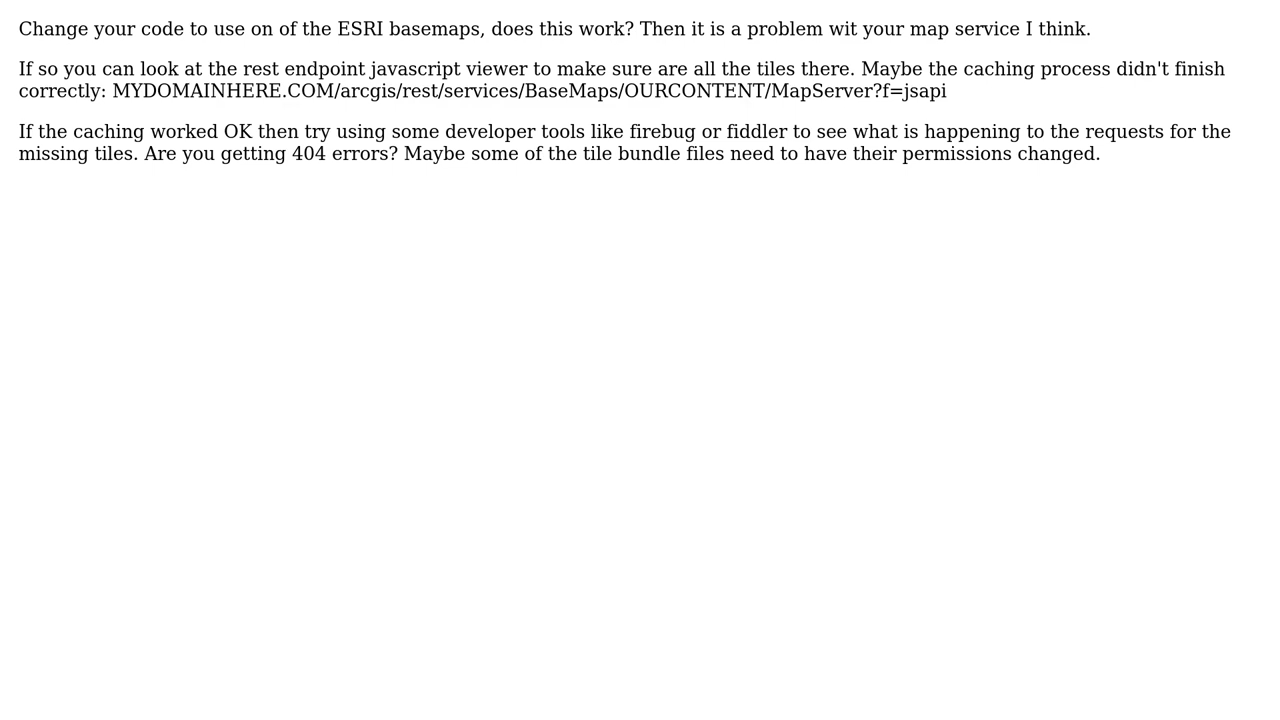 Change your code to use on of the ESRI basemaps, does this work? Then it is a problem wit your map service I think.
If so you can look at the rest endpoint javascript viewer to make sure are all the tiles there. Maybe the caching process didn't finish
correctly: MYDOMAINHERE.COM/arcgis/rest/services/BaseMaps/OURCONTENT/MapServer?f=jsapi
If the caching worked OK then try using some developer tools like firebug or fiddler to see what is happening to the requests for the
missing tiles. Are you getting 404 errors? Maybe some of the tile bundle files need to have their permissions changed.